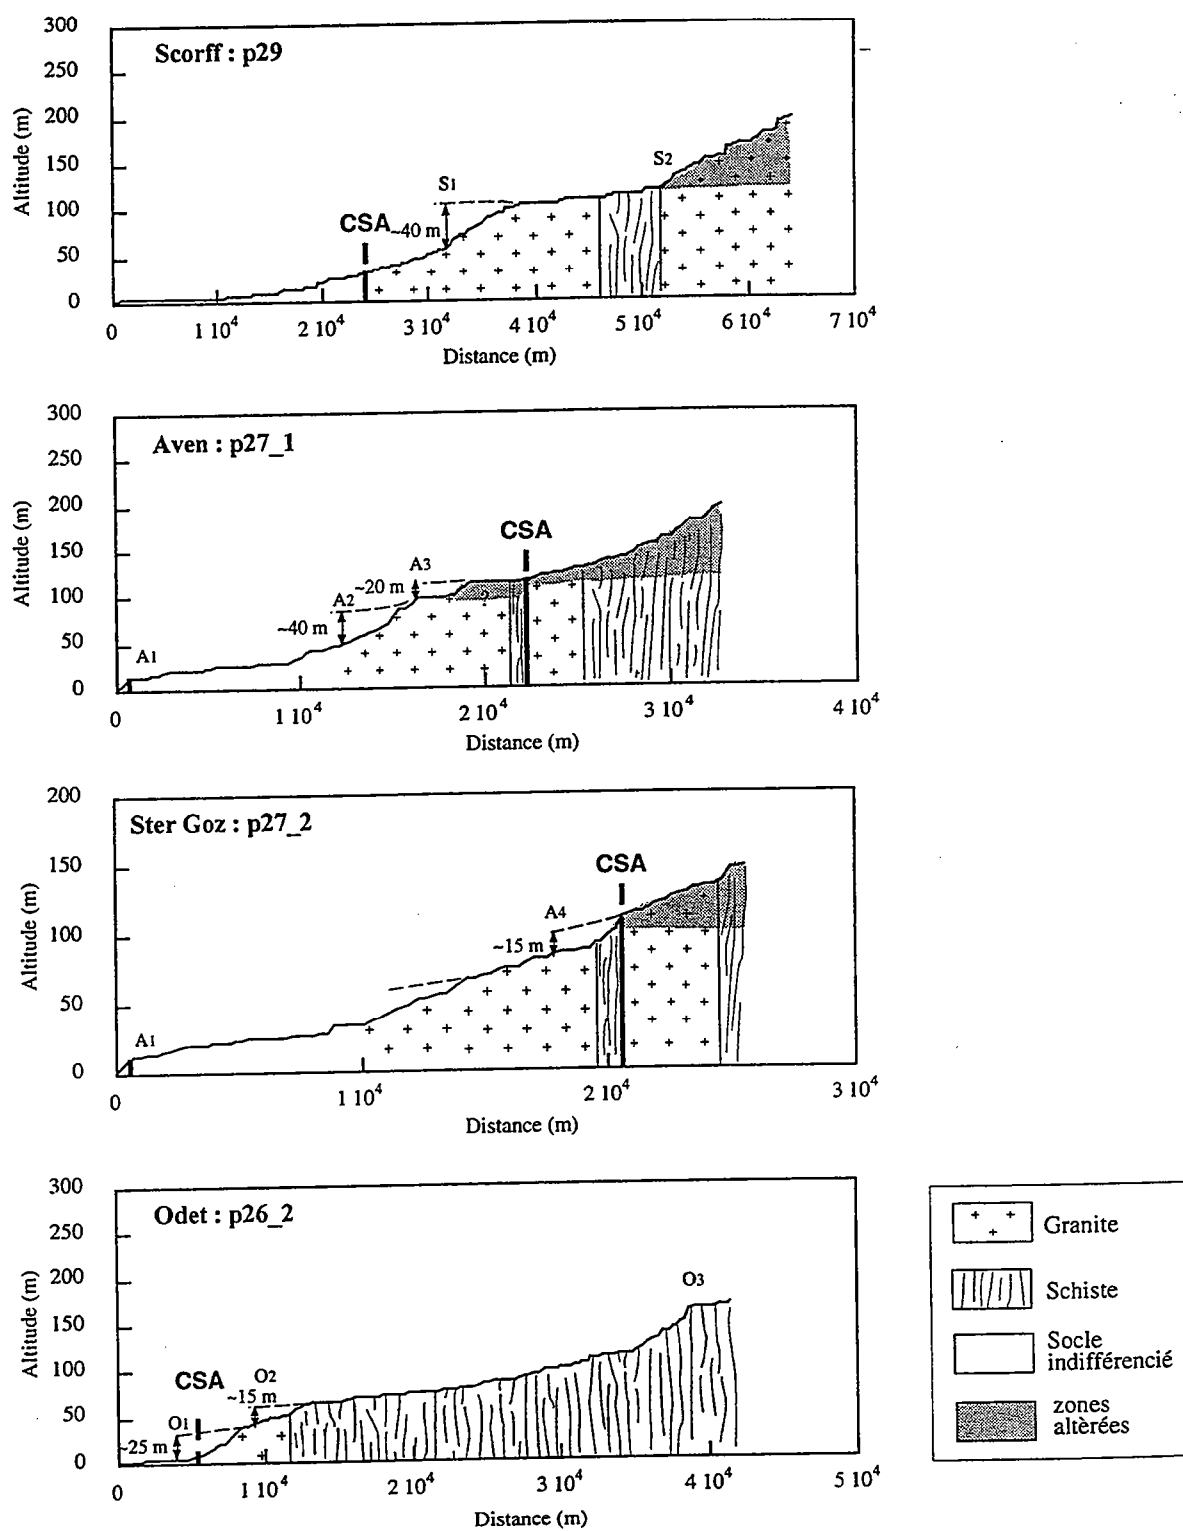 Scorff : p29
300
250
200
150
100
50
0
Altitude (m)
CSA
~40 m
S1
S2
0
1 10⁴
2 10⁴
3 10⁴
4 10⁴
5 10⁴
6 10⁴
7 10⁴
Distance (m)
Aven : p27_1
300
250
200
150
100
50
0
Altitude (m)
A1
A2
~40 m
A3
~20 m
CSA
?
0
1 10⁴
2 10⁴
3 10⁴
4 10⁴
Distance (m)
Ster Goz : p27_2
200
150
100
50
0
Altitude (m)
A1
A4
~15 m
CSA
0
1 10⁴
2 10⁴
3 10⁴
Distance (m)
Odet : p26_2
300
250
200
150
100
50
0
Altitude (m)
CSA
O1
~25 m
O2
~15 m
O3
0
1 10⁴
2 10⁴
3 10⁴
4 10⁴
5 10⁴
Distance (m)
Granite
Schiste
Socle
indifférencié
zones
altèrées